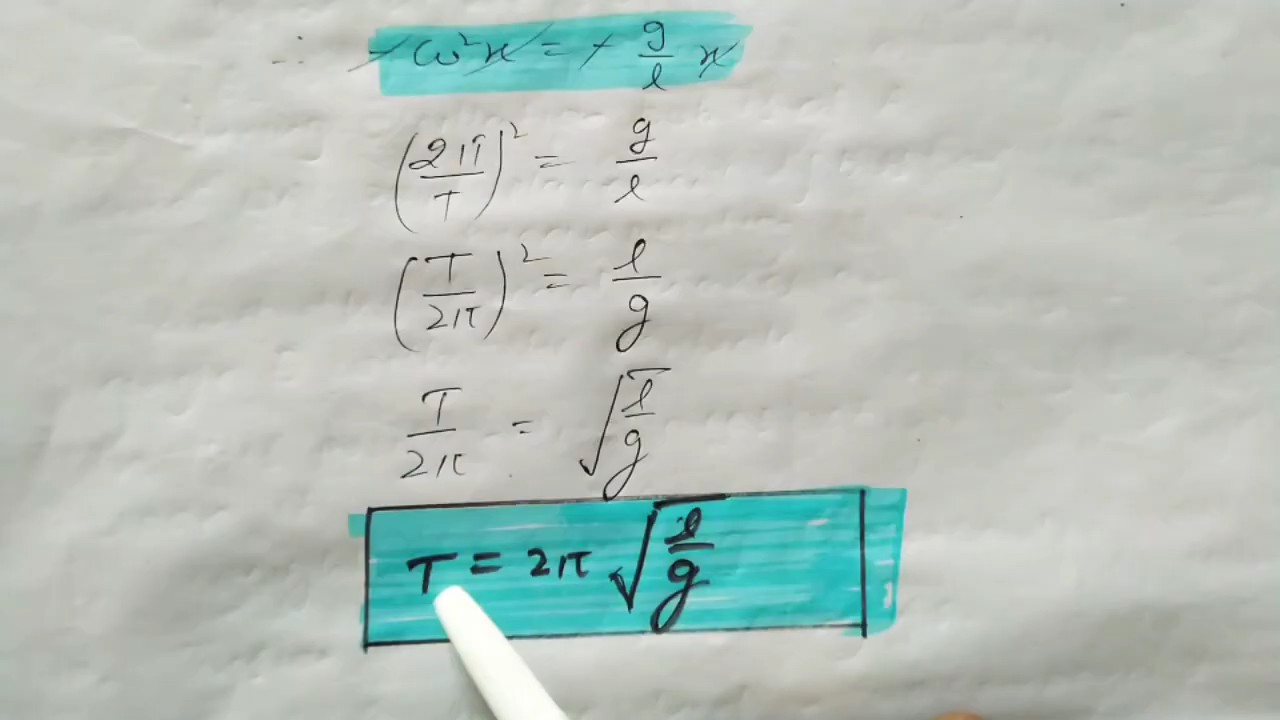 ∴ -ω²x = - g/l x
(2π/T)² = g/l
(T/2π)² = l/g
T/2π = √(l/g)
T = 2π √(l/g)